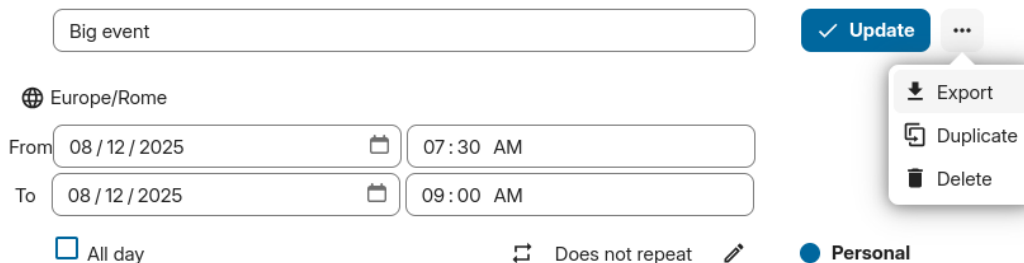 Big event
Update
Europe/Rome
Export
Duplicate
Delete
From 08/12/2025 07:30 AM
To 08/12/2025 09:00 AM
All day Does not repeat Personal